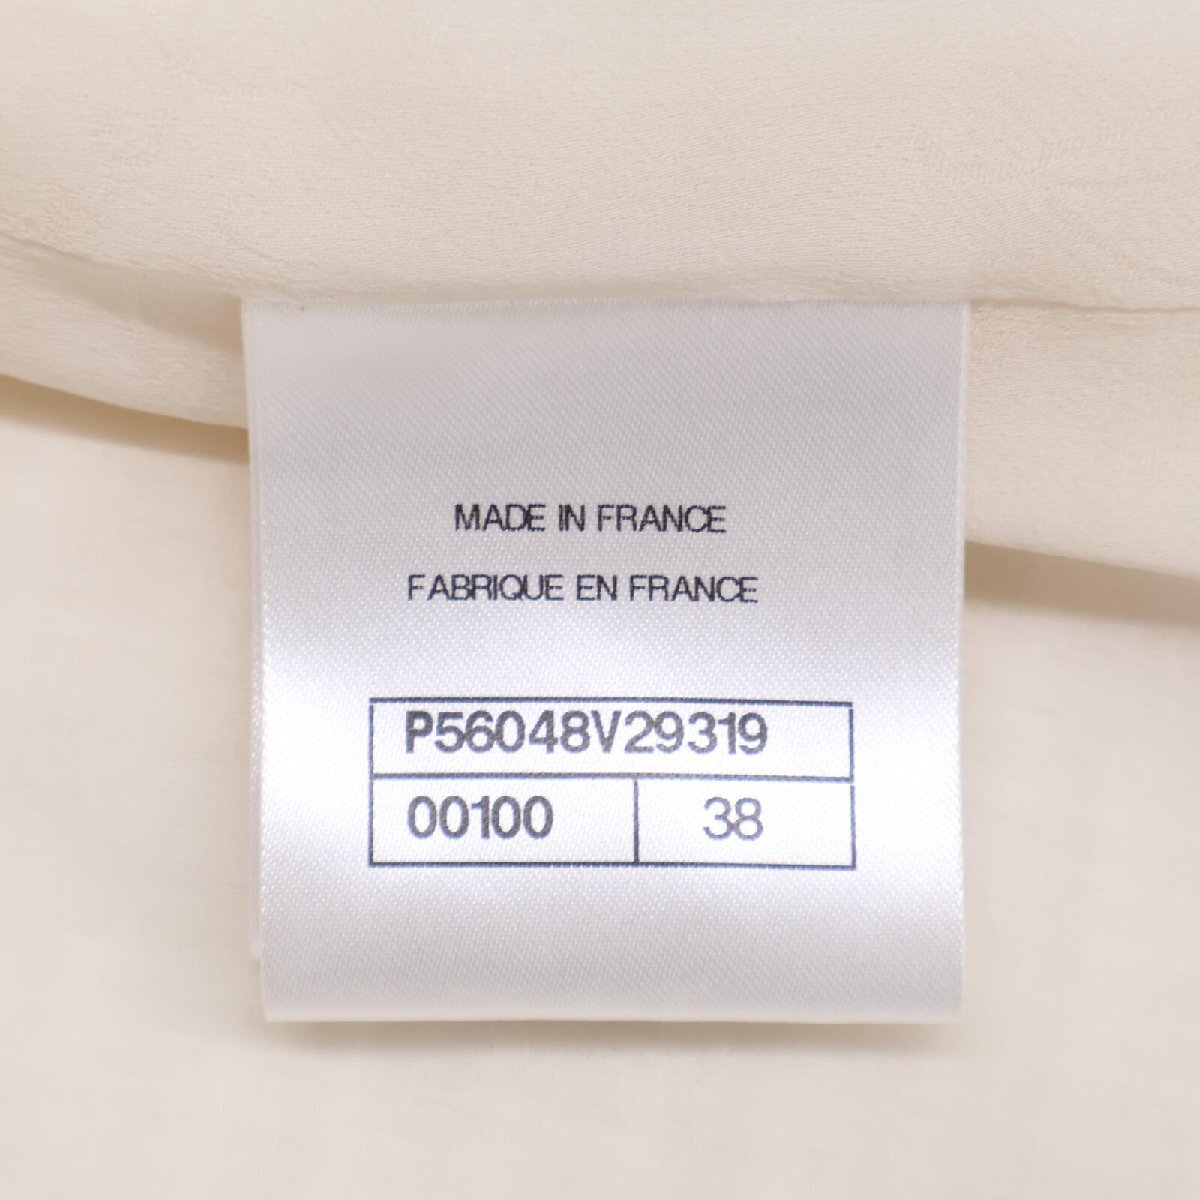 MADE IN FRANCE
FABRIQUE EN FRANCE
P56048V29319
00100 38